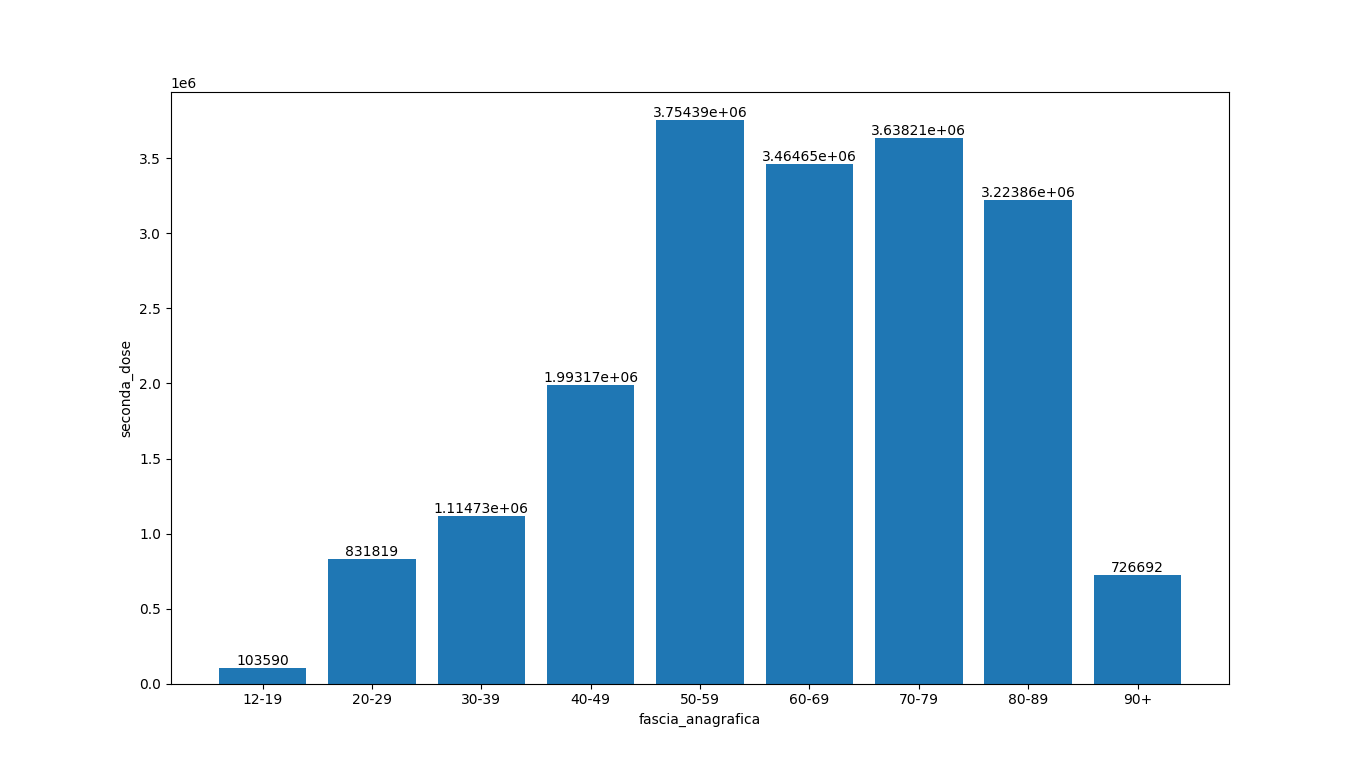 1e6
3.75439e+06
3.63821e+06
3.46465e+06
3.5
3.22386e+06
3.0
2.5
seconda_dose
1.99317e+06
2.0
1.5
1.11473e+06
1.0
831819
726692
0.5
103590
0.0
12-19 20-29 30-39 40-49 50-59 60-69 70-79 80-89 90+
fascia_anagrafica